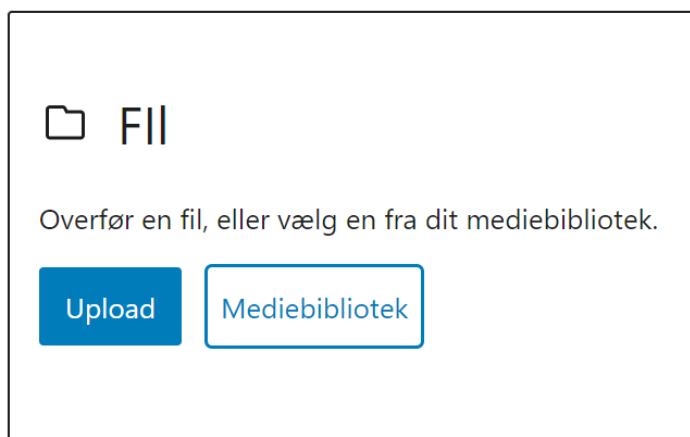 FIl
Overfør en fil, eller vælg en fra dit mediebibliotek.
Upload
Mediebibliotek